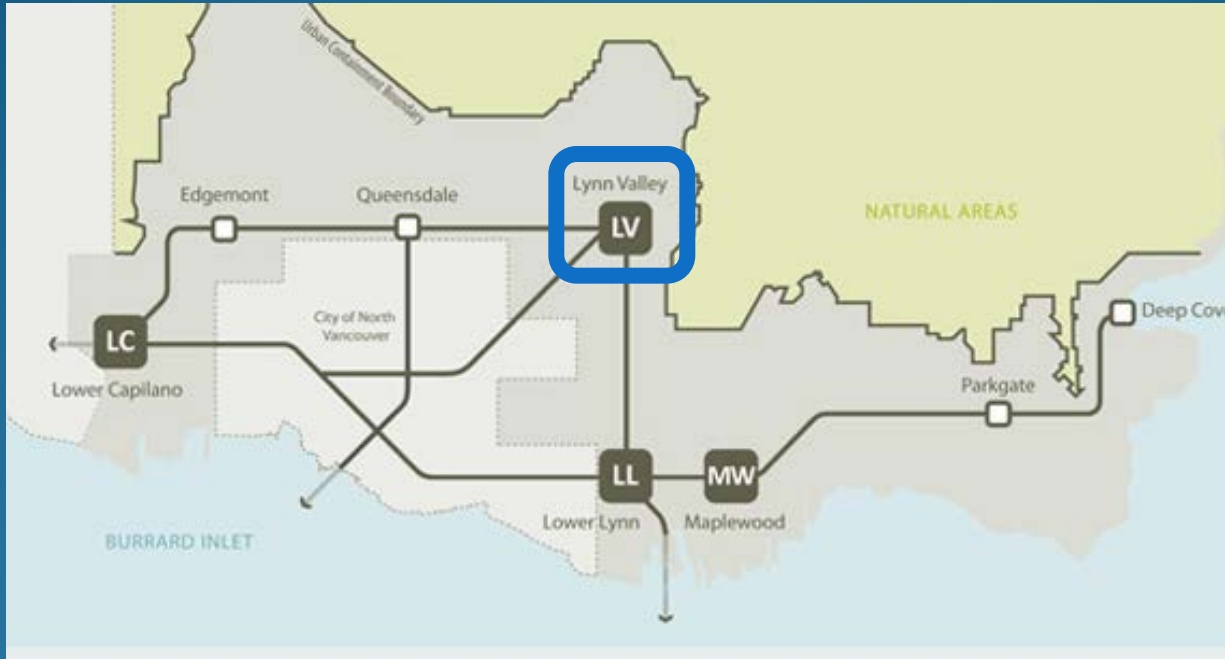 Urban Containment Boundary
Edgemont
Queensdale
Lynn Valley
LV
NATURAL AREAS
City of North
Vancouver
LC
Lower Capilano
Deep Cov
Parkgate
LL
MW
Lower Lynn
Maplewood
BURRARD INLET